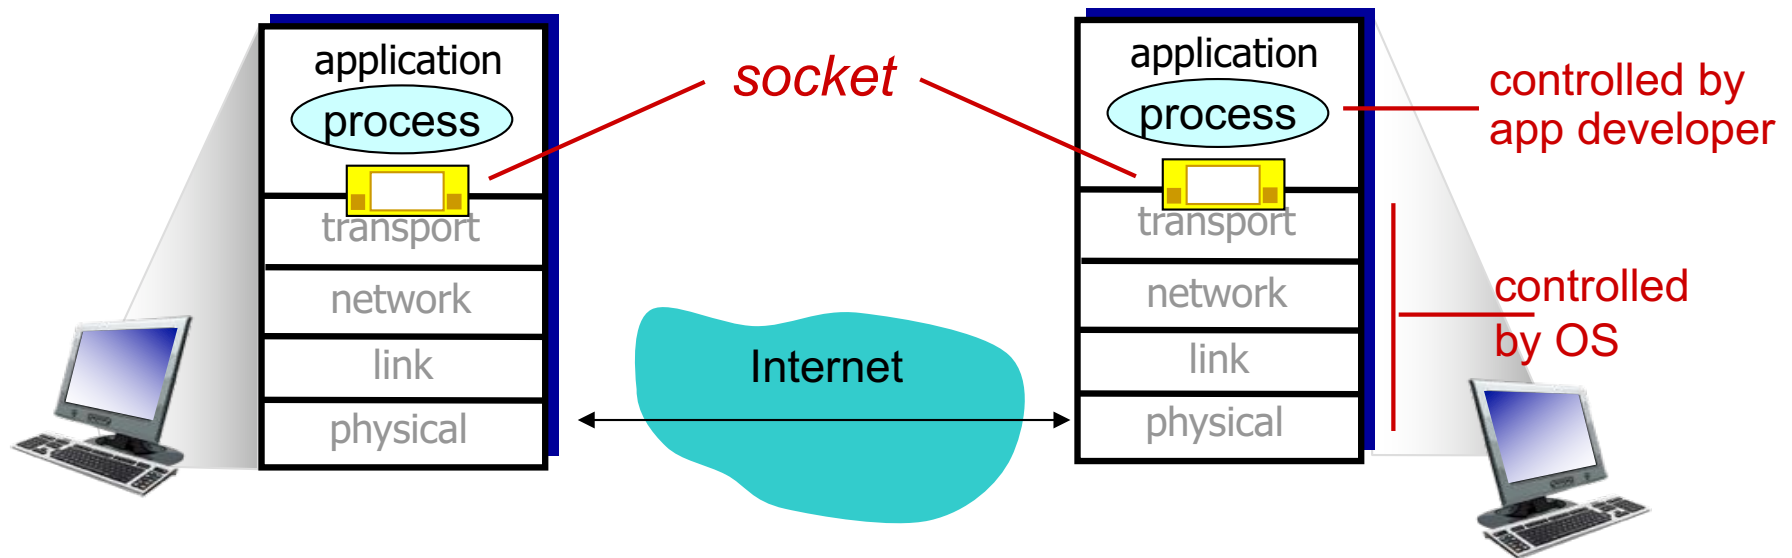 application
process
transport
network
link
physical
socket
Internet
application
process
transport
network
link
physical
controlled by
app developer
controlled
by OS